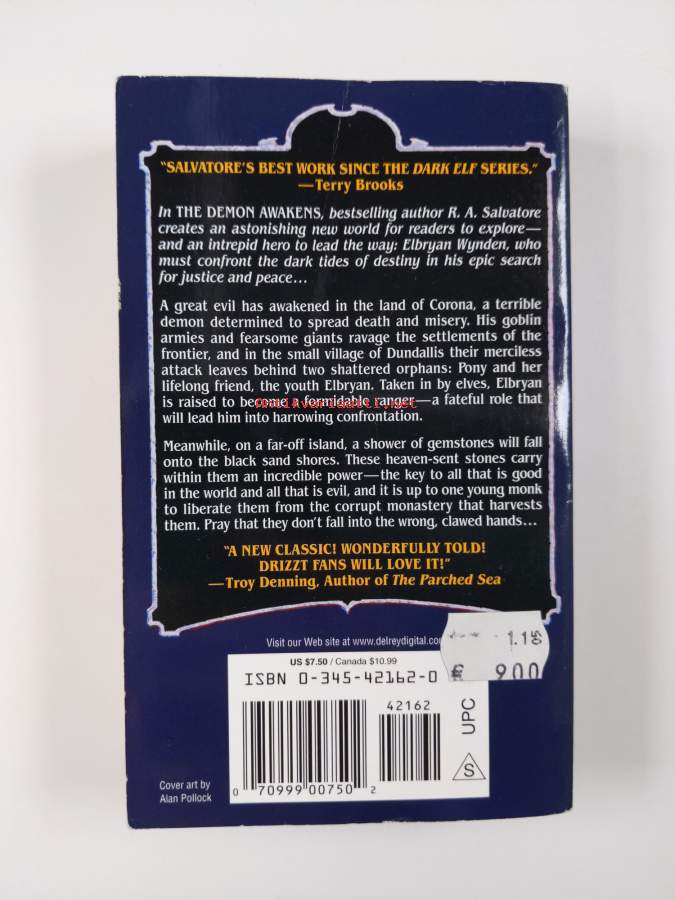 "SALVATORE'S BEST WORK SINCE THE DARK ELF SERIES."
—Terry Brooks
In THE DEMON AWAKENS, bestselling author R. A. Salvatore
creates an astonishing new world for readers to explore—
and an intrepid hero to lead the way: Elbryan Wynden, who
must confront the dark tides of destiny in his epic search
for justice and peace...
A great evil has awakened in the land of Corona, a terrible
demon determined to spread death and misery. His goblin
armies and fearsome giants ravage the settlements of the
frontier, and in the small village of Dundallis their merciless
attack leaves behind two shattered orphans: Pony and her
lifelong friend, the youth Elbryan. Taken in by elves, Elbryan
is raised to become a formidable ranger—a fateful role that
will lead him into harrowing confrontation.
Meanwhile, on a far-off island, a shower of gemstones will fall
onto the black sand shores. These heaven-sent stones carry
within them an incredible power—the key to all that is good
in the world and all that is evil, and it is up to one young monk
to liberate them from the corrupt monastery that harvests
them. Pray that they don't fall into the wrong, clawed hands...
"A NEW CLASSIC! WONDERFULLY TOLD!
DRIZZT FANS WILL LOVE IT!"
—Troy Denning, Author of The Parched Sea
Visit our Web site at www.delreydigital.co
US $7.50 / Canada $10.99
ISBN 0-345-42162-0
€ 900
42162
UPC
S
0 70999 00750 2
Cover art by
Alan Pollock